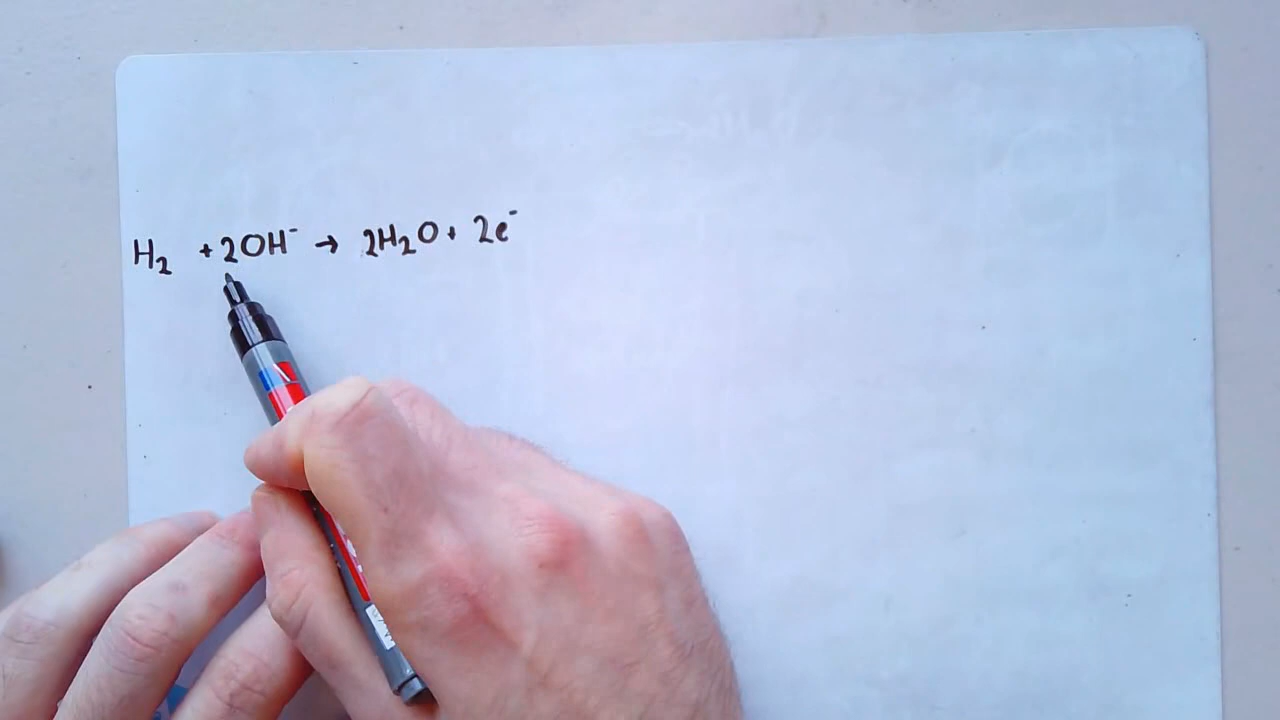 H₂ + 2OH⁻ → 2H₂O + 2e⁻